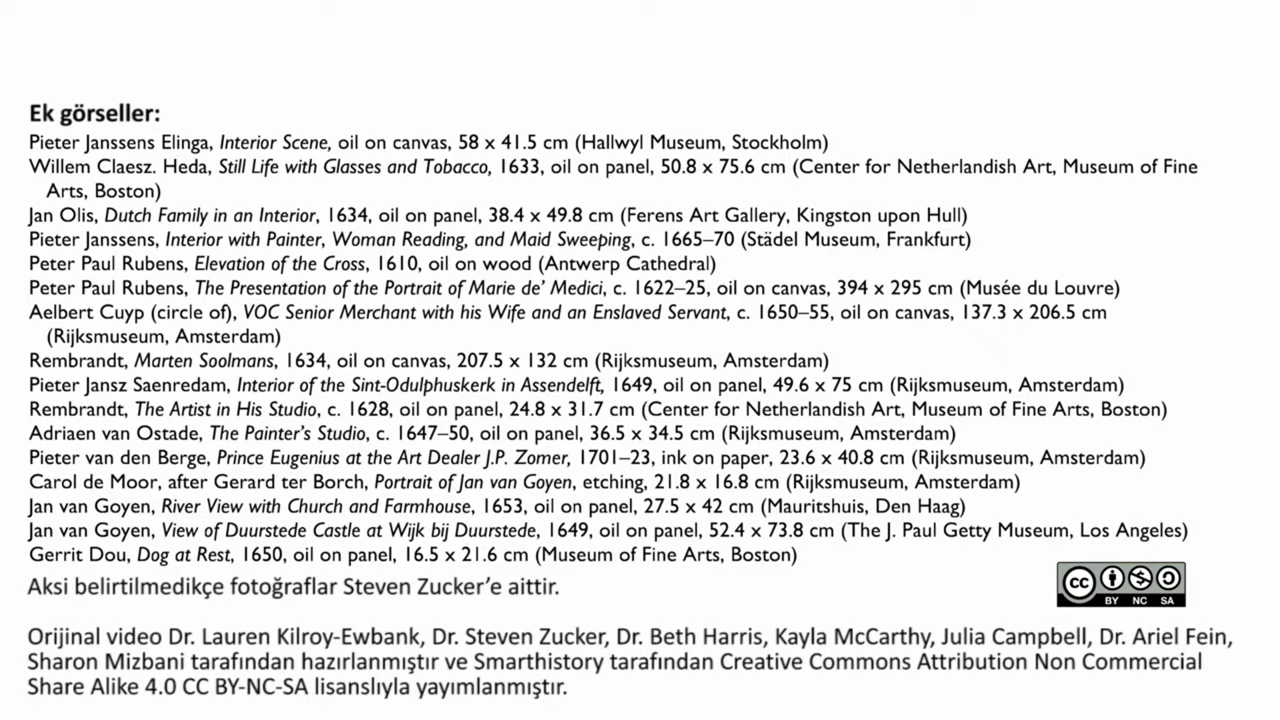 Ek görseller:
Pieter Janssens Elinga, Interior Scene, oil on canvas, 58 x 41.5 cm (Hallwyl Museum, Stockholm)
Willem Claesz. Heda, Still Life with Glasses and Tobacco, 1633, oil on panel, 50.8 x 75.6 cm (Center for Netherlandish Art, Museum of Fine
Arts, Boston)
Jan Olis, Dutch Family in an Interior, 1634, oil on panel, 38.4 x 49.8 cm (Ferens Art Gallery, Kingston upon Hull)
Pieter Janssens, Interior with Painter, Woman Reading, and Maid Sweeping, c. 1665–70 (Städel Museum, Frankfurt)
Peter Paul Rubens, Elevation of the Cross, 1610, oil on wood (Antwerp Cathedral)
Peter Paul Rubens, The Presentation of the Portrait of Marie de’ Medici, c. 1622–25, oil on canvas, 394 x 295 cm (Musée du Louvre)
Aelbert Cuyp (circle of), VOC Senior Merchant with his Wife and an Enslaved Servant, c. 1650–55, oil on canvas, 137.3 x 206.5 cm
(Rijksmuseum, Amsterdam)
Rembrandt, Marten Soolmans, 1634, oil on canvas, 207.5 x 132 cm (Rijksmuseum, Amsterdam)
Pieter Jansz Saenredam, Interior of the Sint-Odulphuskerk in Assendelft, 1649, oil on panel, 49.6 x 75 cm (Rijksmuseum, Amsterdam)
Rembrandt, The Artist in His Studio, c. 1628, oil on panel, 24.8 x 31.7 cm (Center for Netherlandish Art, Museum of Fine Arts, Boston)
Adriaen van Ostade, The Painter’s Studio, c. 1647–50, oil on panel, 36.5 x 34.5 cm (Rijksmuseum, Amsterdam)
Pieter van den Berge, Prince Eugenius at the Art Dealer J.P. Zomer, 1701–23, ink on paper, 23.6 x 40.8 cm (Rijksmuseum, Amsterdam)
Carol de Moor, after Gerard ter Borch, Portrait of Jan van Goyen, etching, 21.8 x 16.8 cm (Rijksmuseum, Amsterdam)
Jan van Goyen, River View with Church and Farmhouse, 1653, oil on panel, 27.5 x 42 cm (Mauritshuis, Den Haag)
Jan van Goyen, View of Duurstede Castle at Wijk bij Duurstede, 1649, oil on panel, 52.4 x 73.8 cm (The J. Paul Getty Museum, Los Angeles)
Gerrit Dou, Dog at Rest, 1650, oil on panel, 16.5 x 21.6 cm (Museum of Fine Arts, Boston)
Aksi belirtilmedikçe fotoğraflar Steven Zucker’e aittir.
cc
BY NC SA
Orijinal video Dr. Lauren Kilroy-Ewbank, Dr. Steven Zucker, Dr. Beth Harris, Kayla McCarthy, Julia Campbell, Dr. Ariel Fein,
Sharon Mizbani tarafından hazırlanmıştır ve Smarthistory tarafından Creative Commons Attribution Non Commercial
Share Alike 4.0 CC BY-NC-SA lisanslıyla yayımlanmıştır.